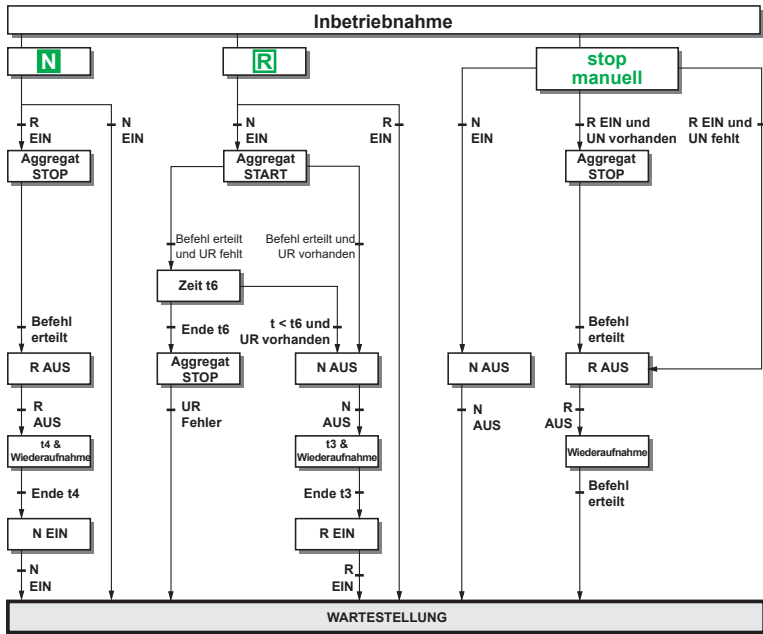 Inbetriebnahme
N
R
stop
manuell
R
EIN
N
EIN
N
EIN
R
EIN
N
EIN
R EIN und
UN vorhanden
R EIN und
UN fehlt
Aggregat
STOP
Aggregat
START
Aggregat
STOP
Befehl erteilt
und UR fehlt
Befehl erteilt und
UR vorhanden
Zeit t6
Befehl
erteilt
Ende t6
t < t6 und
UR vorhanden
Befehl
erteilt
R AUS
Aggregat
STOP
N AUS
N AUS
R AUS
R
AUS
UR
Fehler
N
AUS
N
AUS
R
AUS
t4 &
Wiederaufnahme
t3 &
Wiederaufnahme
Wiederaufnahme
Ende t4
Ende t3
Befehl
erteilt
N EIN
R EIN
N
EIN
R
EIN
WARTESTELLUNG